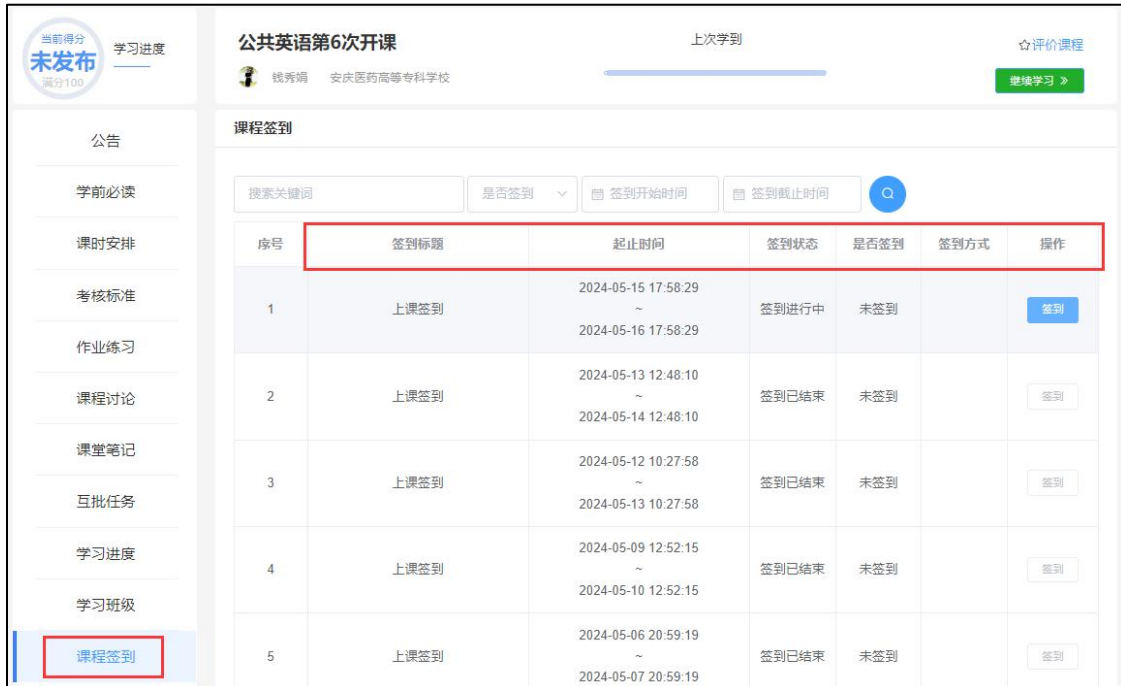 当前得分
未发布
满分100
学习进度
公共英语第6次开课
钱秀娟 安庆医药高等专科学校
上次学到
评价课程
继续学习 》
公告
学前必读
课时安排
考核标准
作业练习
课程讨论
课堂笔记
互批任务
学习进度
学习班级
课程签到
课程签到
搜索关键词 是否签到 签到开始时间 签到截止时间
序号 签到标题 起止时间 签到状态 是否签到 签到方式 操作
1 上课签到 2024-05-15 17:58:29 ~ 2024-05-16 17:58:29 签到进行中 未签到 签到
2 上课签到 2024-05-13 12:48:10 ~ 2024-05-14 12:48:10 签到已结束 未签到 签到
3 上课签到 2024-05-12 10:27:58 ~ 2024-05-13 10:27:58 签到已结束 未签到 签到
4 上课签到 2024-05-09 12:52:15 ~ 2024-05-10 12:52:15 签到已结束 未签到 签到
5 上课签到 2024-05-06 20:59:19 ~ 2024-05-07 20:59:19 签到已结束 未签到 签到